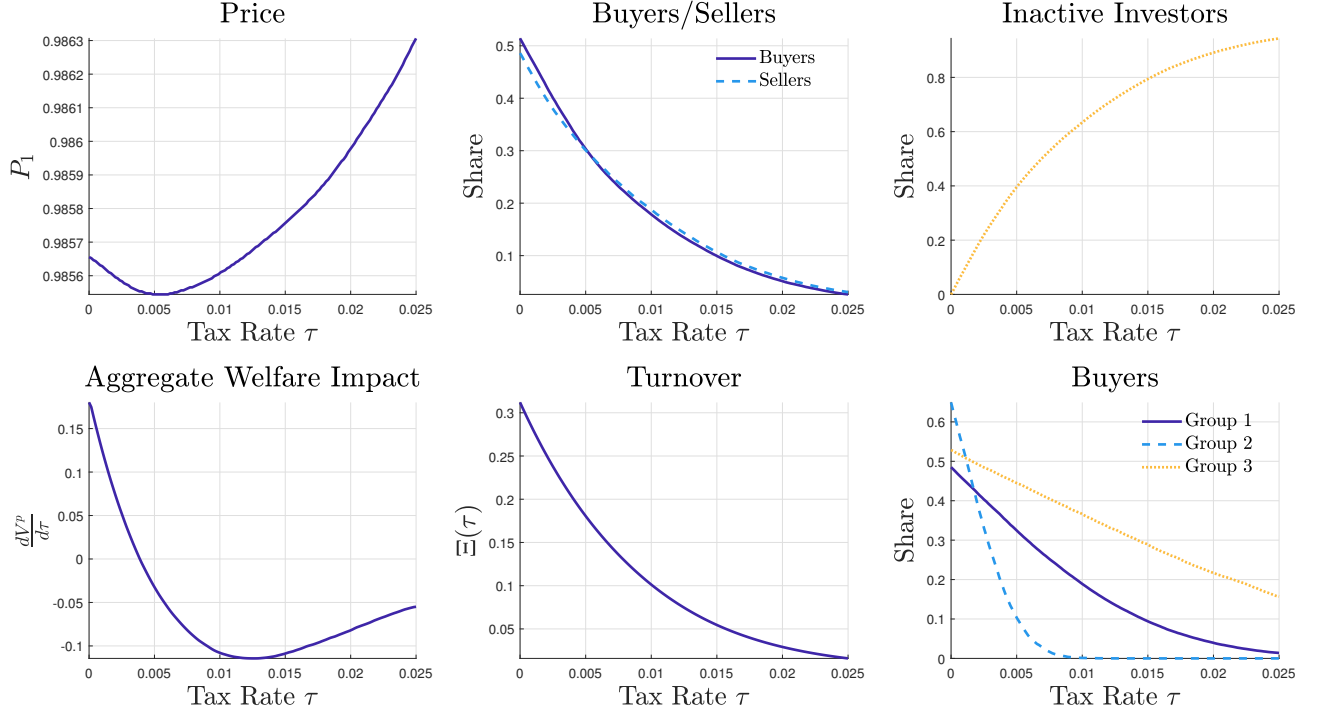 Price
0.9863
0.9862
0.9861
0.986
0.9859
0.9858
0.9857
0.9856
P1
0 0.005 0.01 0.015 0.02 0.025
Tax Rate τ
Buyers/Sellers
0.5
0.4
0.3
0.2
0.1
Share
Buyers
Sellers
0 0.005 0.01 0.015 0.02 0.025
Tax Rate τ
Inactive Investors
0.8
0.6
0.4
0.2
0
Share
0 0.005 0.01 0.015 0.02 0.025
Tax Rate τ
Aggregate Welfare Impact
0.15
0.1
0.05
0
-0.05
-0.1
dV^p
dτ
0 0.005 0.01 0.015 0.02 0.025
Tax Rate τ
Turnover
0.3
0.25
0.2
0.15
0.1
0.05
Ξ(τ)
0 0.005 0.01 0.015 0.02 0.025
Tax Rate τ
Buyers
0.6
0.5
0.4
0.3
0.2
0.1
0
Share
Group 1
Group 2
Group 3
0 0.005 0.01 0.015 0.02 0.025
Tax Rate τ